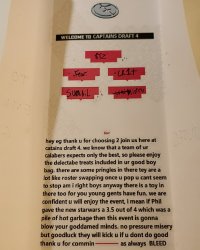 WELCOME TO CAPTAINS DRAFT 4
for
hey eg thank u for choosing 2 join us here at
catains draft 4. we know that a team of ur
calabers expects only the best. so please enjoy
the delectible treats included in ur good boy
bag. there are some pringles in there tey are a
lot like roster swapping once u pop u cant seem
to stop am i right boys anyway there is a toy in
there too for you young gents have fun. we are
confident u will enjoy the event, i mean if Phil
gave the new starwars a 3.5 out of 4 which was a
pile of hot garbage then this event is gonna
blow your goddamed minds. no pressure misery
but goodluck they will kick u if u dont do good
thank u for commin as always BLEED